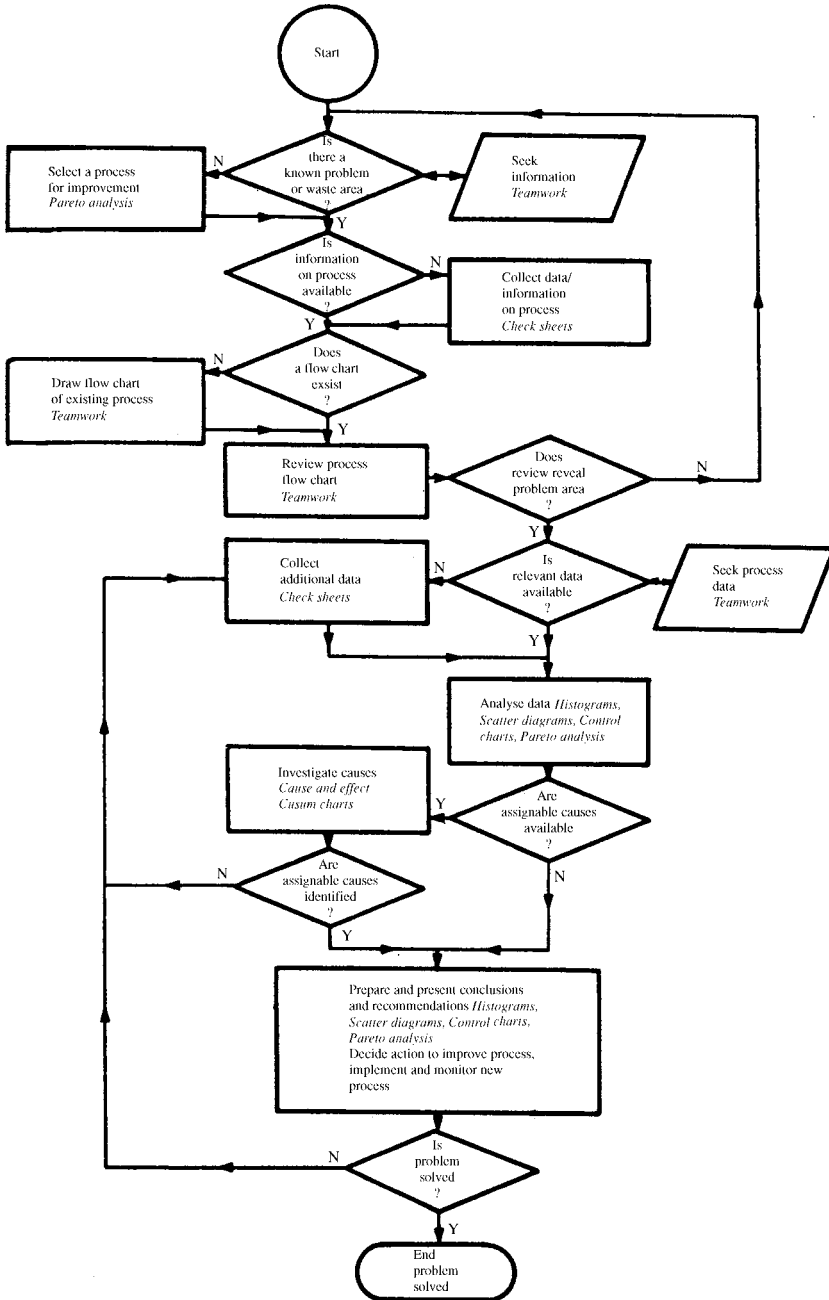 Start
Is
there a
known problem
or waste area
?
N
Y
Select a process
for improvement
Pareto analysis
Seek
information
Teamwork
Is
information
on process
available
?
N
Y
Collect data/
information
on process
Check sheets
Does
a flow chart
exsist
?
N
Y
Draw flow chart
of existing process
Teamwork
Review process
flow chart
Teamwork
Does
review reveal
problem area
?
N
Y
Collect
additional data
Check sheets
N
Is
relevant data
available
?
Y
Seek process
data
Teamwork
Analyse data Histograms,
Scatter diagrams, Control
charts, Pareto analysis
Investigate causes
Cause and effect
Cusum charts
Y
Are
assignable causes
available
?
N
N
Are
assignable causes
identified
?
Y
Prepare and present conclusions
and recommendations Histograms,
Scatter diagrams, Control charts,
Pareto analysis
Decide action to improve process,
implement and monitor new
process
N
Is
problem
solved
?
Y
End
problem
solved